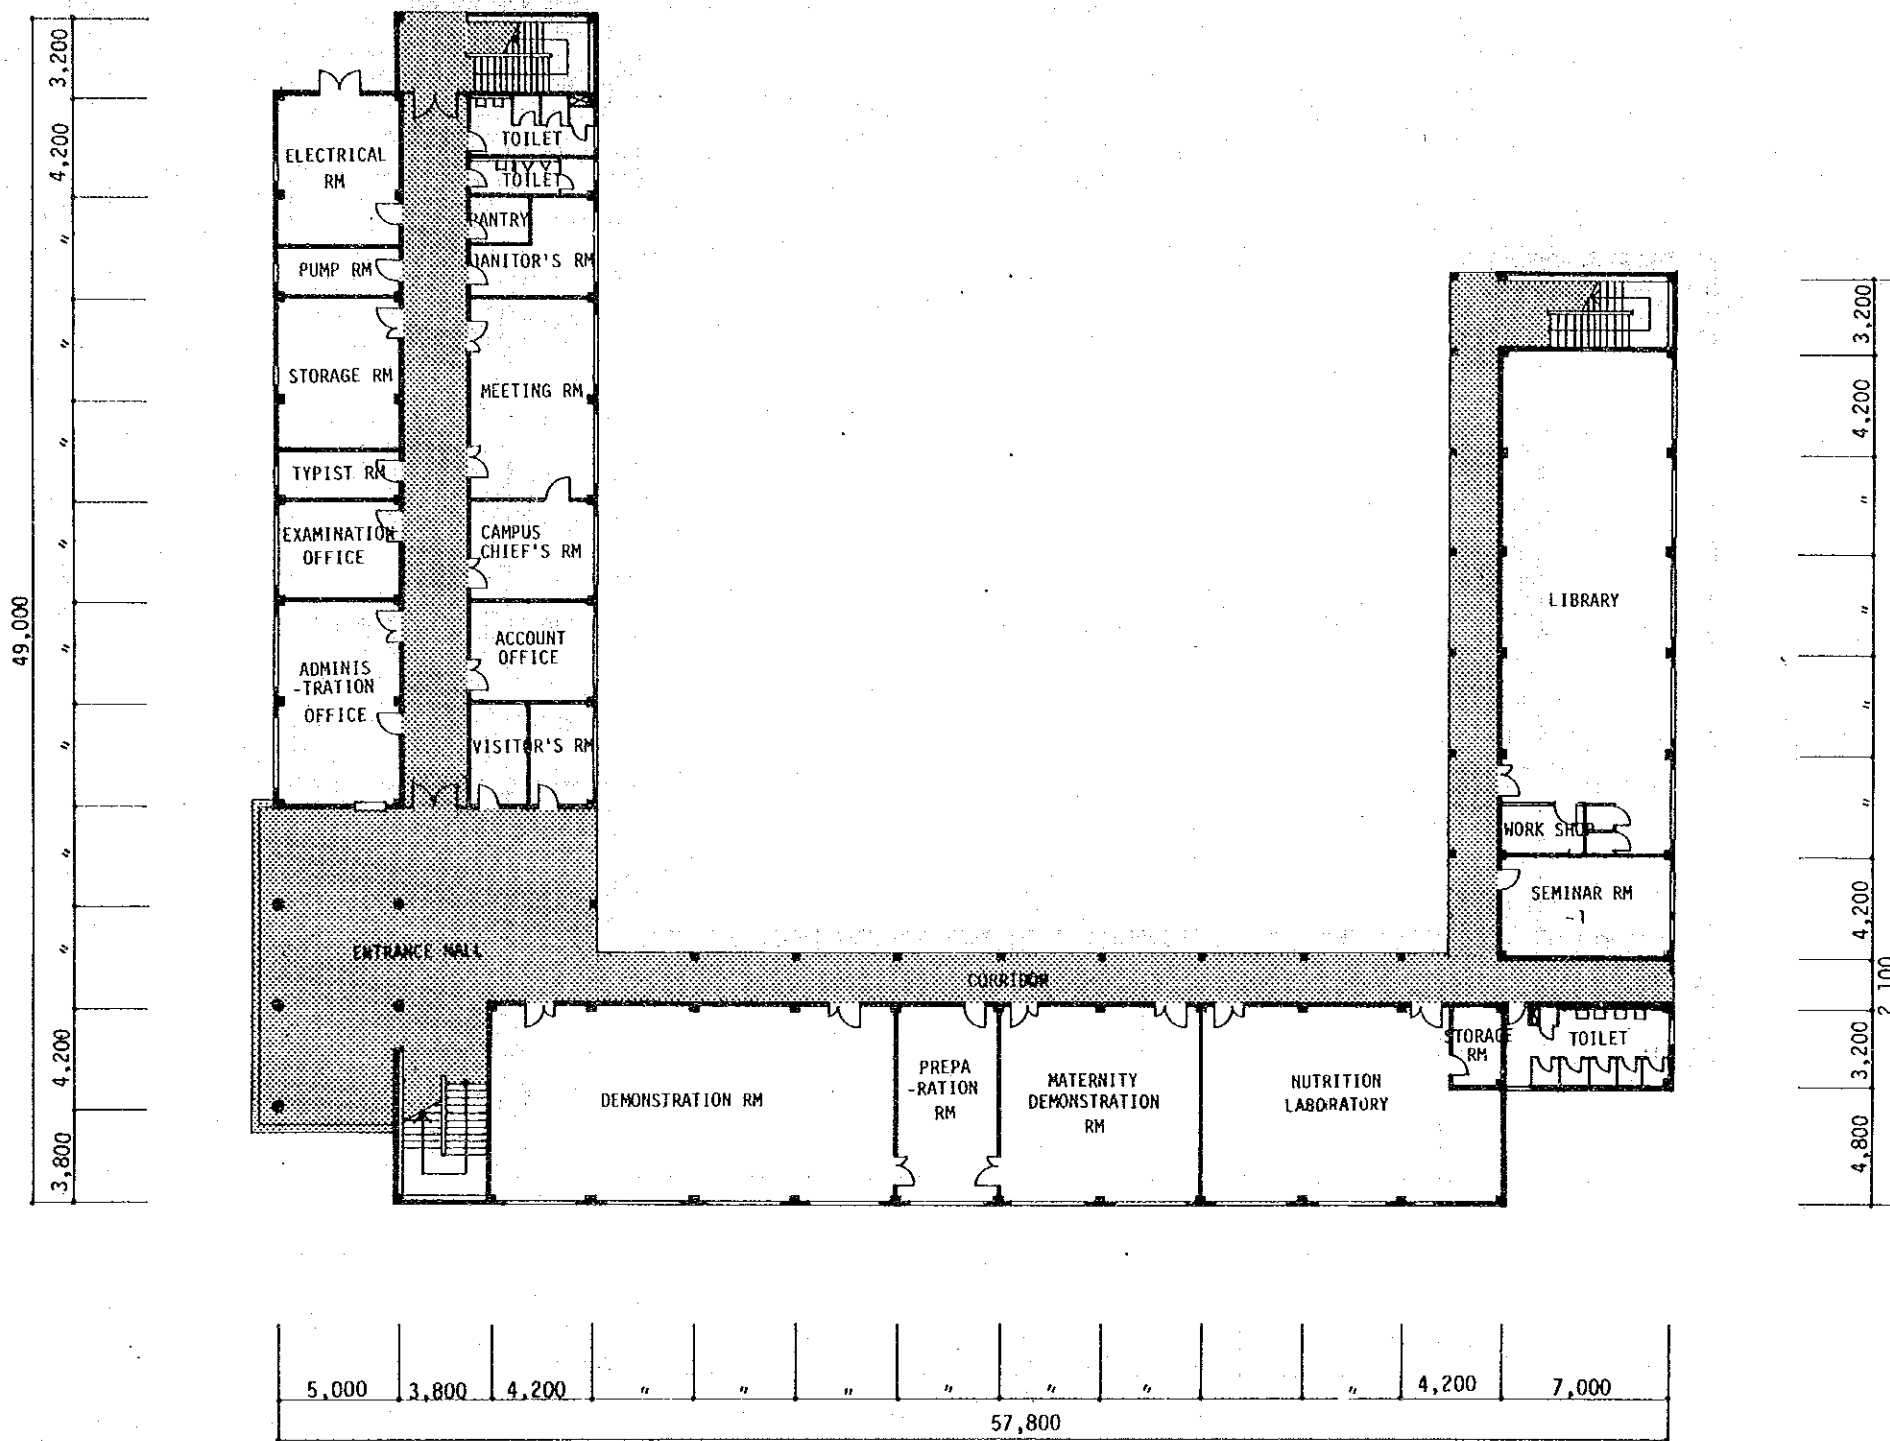 3,200
4,200
"
"
"
"
"
"
"
"
4,200
3,800
49,000
ELECTRICAL
RM
PUMP RM
STORAGE RM
TYPIST RM
EXAMINATION
OFFICE
ADMINIS
-TRATION
OFFICE
TOILET
TOILET
PANTRY
JANITOR'S RM
MEETING RM
CAMPUS
CHIEF'S RM
ACCOUNT
OFFICE
VISITOR'S RM
ENTRANCE HALL
CORRIDOR
DEMONSTRATION RM
PREPA
-RATION
RM
MATERNITY
DEMONSTRATION
RM
NUTRITION
LABORATORY
STORAGE
RM
TOILET
LIBRARY
WORK SHOP
SEMINAR RM
-1
3,200
4,200
"
"
"
"
4,200
2,100
3,200
4,800
5,000
3,800
4,200
"
"
"
"
"
"
"
4,200
7,000
57,800